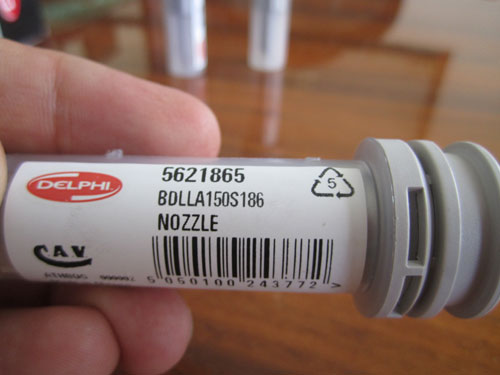 DELPHI
5621865
BDLLA150S186
NOZZLE
5
CAV
5 050100 243772 >